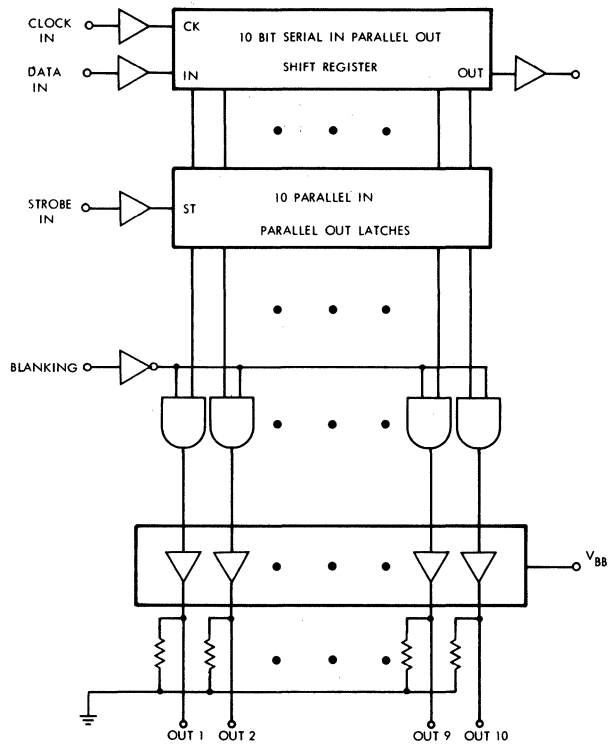 CLOCK
IN
CK
10 BIT SERIAL IN PARALLEL OUT
SHIFT REGISTER
DATA
IN
IN
OUT
STROBE
IN
ST
10 PARALLEL IN
PARALLEL OUT LATCHES
BLANKING
VBB
OUT 1
OUT 2
OUT 9
OUT 10